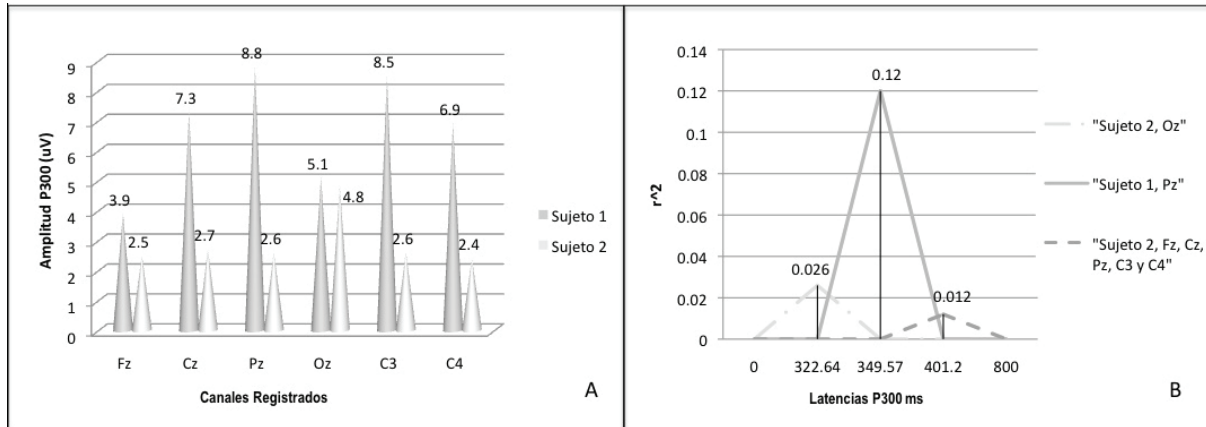 Amplitud P300 (uV)
9
8
7
6
5
4
3
2
1
0
3.9
2.5
7.3
2.7
8.8
2.6
5.1
4.8
8.5
2.6
6.9
2.4
Fz Cz Pz Oz C3 C4
Canales Registrados
Sujeto 1
Sujeto 2
A
r^2
0.14
0.12
0.1
0.08
0.06
0.04
0.02
0
0.026
0.12
0.012
0 322.64 349.57 401.2 800
Latencias P300 ms
"Sujeto 2, Oz"
"Sujeto 1, Pz"
"Sujeto 2, Fz, Cz,
Pz, C3 y C4"
B